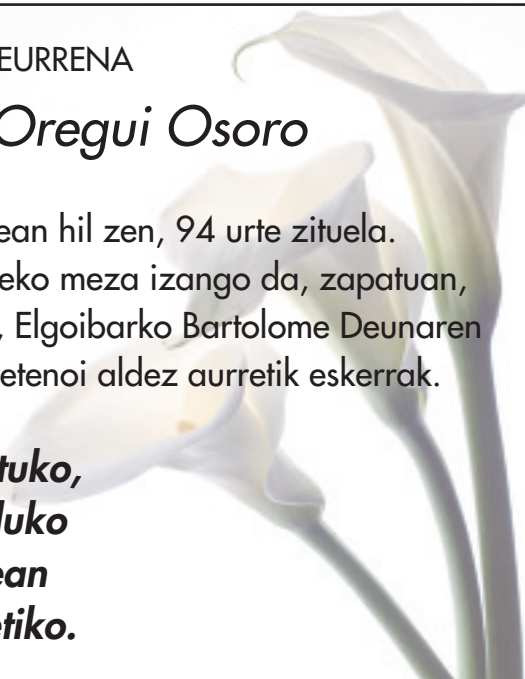 EURRENA
Oregui Osoro
ean hil zen, 94 urte zituela.
eko meza izango da, zapatuan,
, Elgoibarko Bartolome Deunaren
etenoi aldez aurretik eskerrak.
tuko,
luko
ean
etiko.